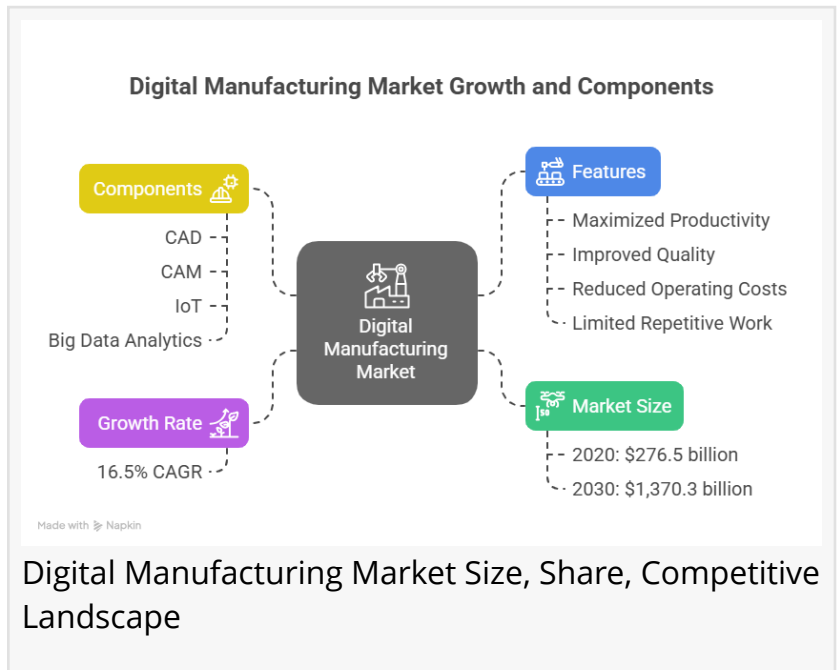 Digital Manufacturing Market Growth and Components
Components
CAD
CAM
IoT
Big Data Analytics
Growth Rate
16.5% CAGR
Digital
Manufacturing
Market
Features
Maximized Productivity
Improved Quality
Reduced Operating Costs
Limited Repetitive Work
Market Size
2020: $276.5 billion
2030: $1,370.3 billion
Made with Napkin
Digital Manufacturing Market Size, Share, Competitive
Landscape